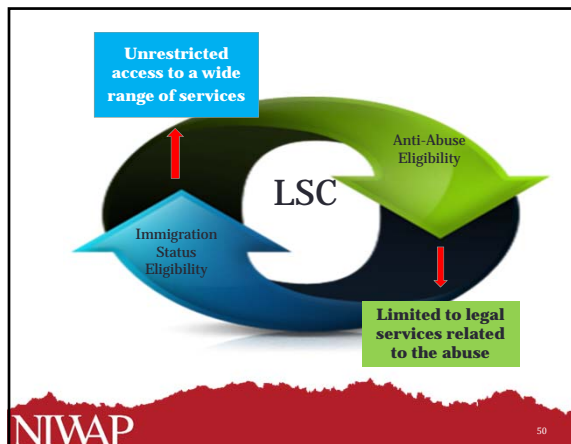 Unrestricted
access to a wide
range of services
Anti-Abuse
Eligibility
LSC
Immigration
Status
Eligibility
Limited to legal
services related
to the abuse
NIWAP
50